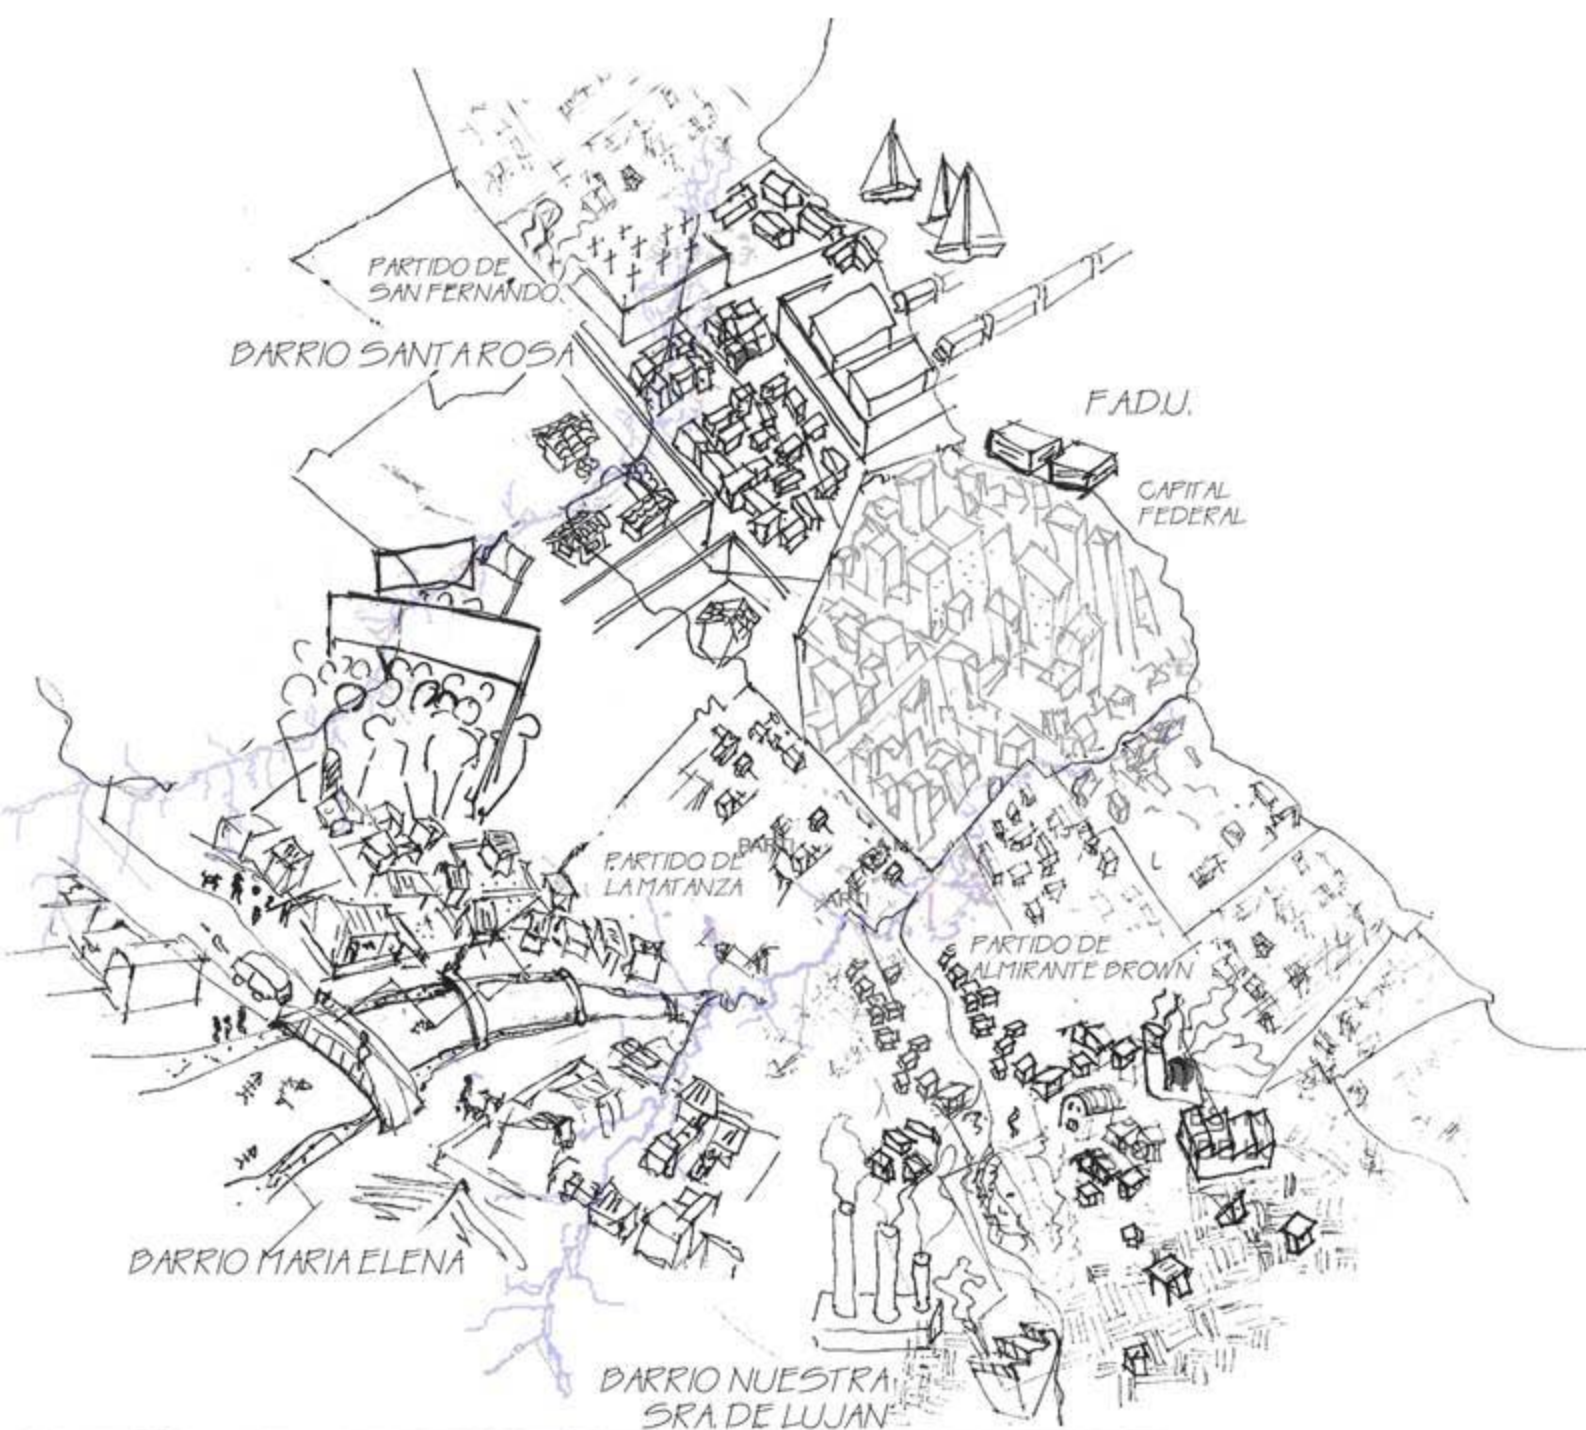 PARTIDO DE
SAN FERNANDO
BARRIO SANTA ROSA
F.A.D.U.
CAPITAL
FEDERAL
PARTIDO DE
LA MATANZA
PARTIDO DE
ALMIRANTE BROWN
BARRIO MARIA ELENA
BARRIO NUESTRA
SRA. DE LUJAN